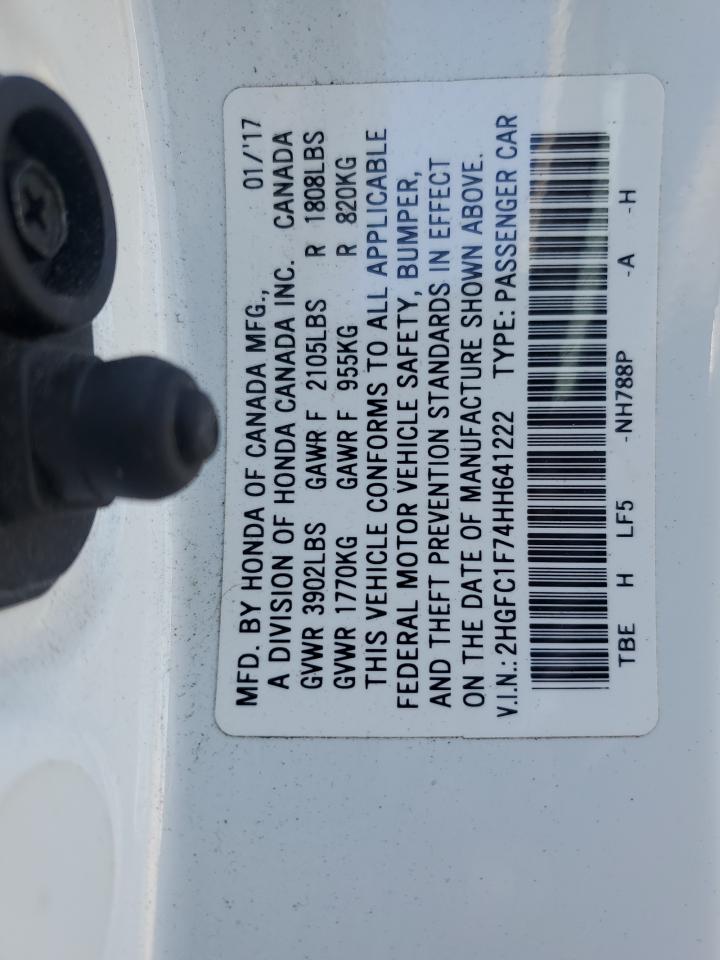 MFD. BY HONDA OF CANADA MFG., 01/'17
A DIVISION OF HONDA CANADA INC. CANADA
GVWR 3902LBS GAWR F 2105LBS R 1808LBS
GVWR 1770KG GAWR F 955KG R 820KG
THIS VEHICLE CONFORMS TO ALL APPLICABLE
FEDERAL MOTOR VEHICLE SAFETY, BUMPER,
AND THEFT PREVENTION STANDARDS IN EFFECT
ON THE DATE OF MANUFACTURE SHOWN ABOVE.
V.I.N.: 2HGFC1F74HH641222 TYPE: PASSENGER CAR
TBE H LF5 -NH788P -A -H